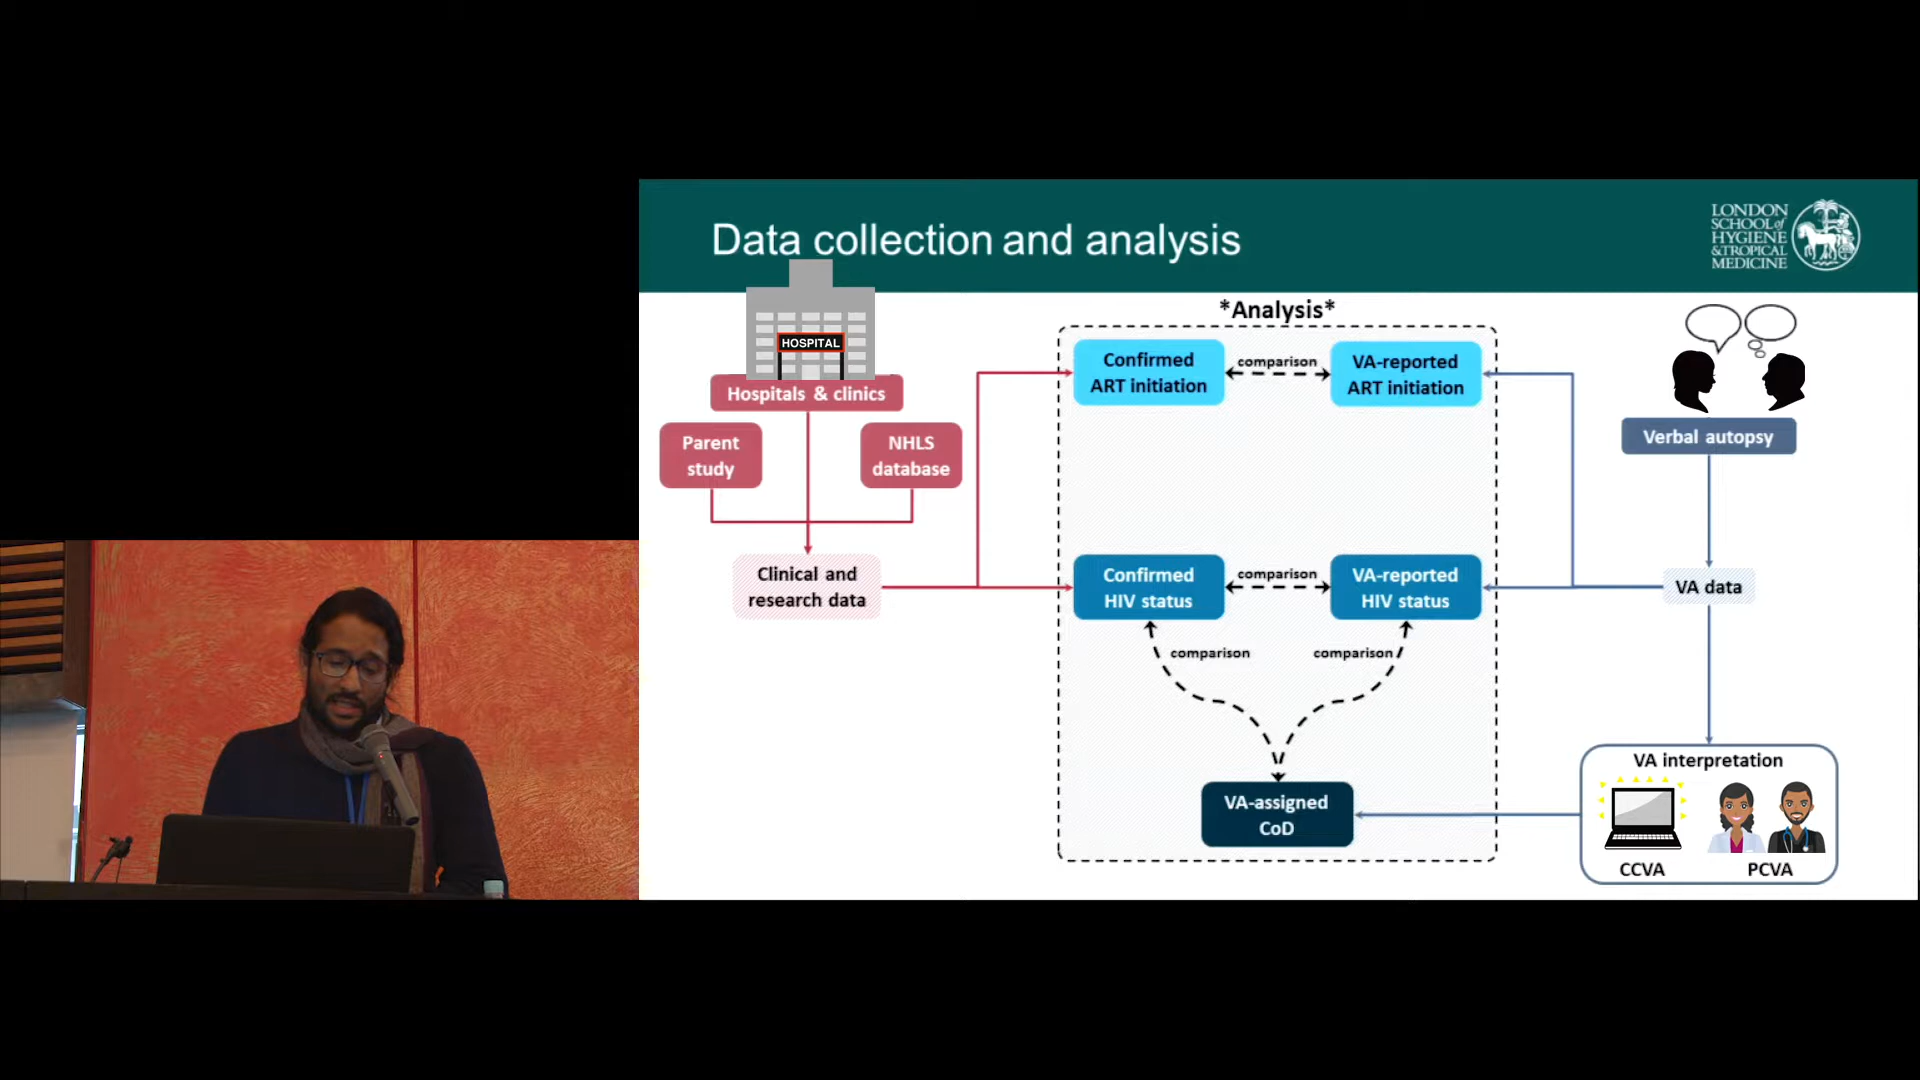 Data collection and analysis
LONDON
SCHOOL of
HYGIENE
& TROPICAL
MEDICINE
HOSPITAL
Hospitals & clinics
Parent
study
NHLS
database
Clinical and
research data
*Analysis*
Confirmed
ART initiation
comparison
VA-reported
ART initiation
Confirmed
HIV status
comparison
VA-reported
HIV status
comparison
comparison
VA-assigned
CoD
Verbal autopsy
VA data
VA interpretation
CCVA
PCVA